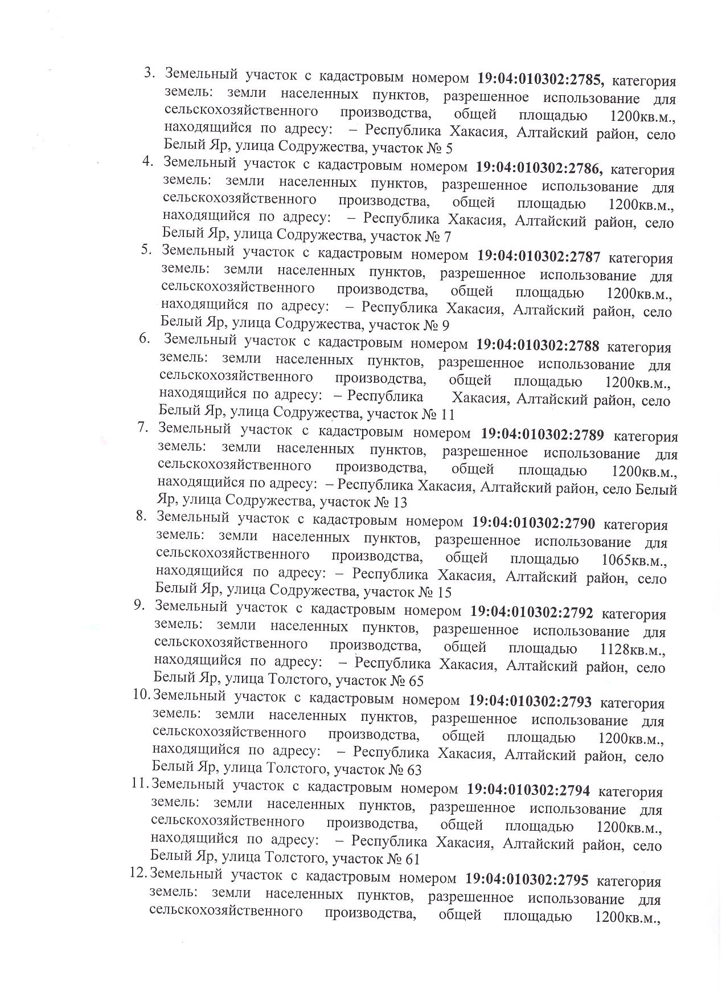 3. Земельный участок с кадастровым номером 19:04:010302:2785, категория
земель: земли населенных пунктов, разрешенное использование для
сельскохозяйственного производства, общей площадью 1200кв.м.,
находящийся по адресу: – Республика Хакасия, Алтайский район, село
Белый Яр, улица Содружества, участок № 5
4. Земельный участок с кадастровым номером 19:04:010302:2786, категория
земель: земли населенных пунктов, разрешенное использование для
сельскохозяйственного производства, общей площадью 1200кв.м.,
находящийся по адресу: – Республика Хакасия, Алтайский район, село
Белый Яр, улица Содружества, участок № 7
5. Земельный участок с кадастровым номером 19:04:010302:2787 категория
земель: земли населенных пунктов, разрешенное использование для
сельскохозяйственного производства, общей площадью 1200кв.м.,
находящийся по адресу: – Республика Хакасия, Алтайский район, село
Белый Яр, улица Содружества, участок № 9
6. Земельный участок с кадастровым номером 19:04:010302:2788 категория
земель: земли населенных пунктов, разрешенное использование для
сельскохозяйственного производства, общей площадью 1200кв.м.,
находящийся по адресу: – Республика Хакасия, Алтайский район, село
Белый Яр, улица Содружества, участок № 11
7. Земельный участок с кадастровым номером 19:04:010302:2789 категория
земель: земли населенных пунктов, разрешенное использование для
сельскохозяйственного производства, общей площадью 1200кв.м.,
находящийся по адресу: – Республика Хакасия, Алтайский район, село Белый
Яр, улица Содружества, участок № 13
8. Земельный участок с кадастровым номером 19:04:010302:2790 категория
земель: земли населенных пунктов, разрешенное использование для
сельскохозяйственного производства, общей площадью 1065кв.м.,
находящийся по адресу: – Республика Хакасия, Алтайский район, село
Белый Яр, улица Содружества, участок № 15
9. Земельный участок с кадастровым номером 19:04:010302:2792 категория
земель: земли населенных пунктов, разрешенное использование для
сельскохозяйственного производства, общей площадью 1128кв.м.,
находящийся по адресу: – Республика Хакасия, Алтайский район, село
Белый Яр, улица Толстого, участок № 65
10. Земельный участок с кадастровым номером 19:04:010302:2793 категория
земель: земли населенных пунктов, разрешенное использование для
сельскохозяйственного производства, общей площадью 1200кв.м.,
находящийся по адресу: – Республика Хакасия, Алтайский район, село
Белый Яр, улица Толстого, участок № 63
11. Земельный участок с кадастровым номером 19:04:010302:2794 категория
земель: земли населенных пунктов, разрешенное использование для
сельскохозяйственного производства, общей площадью 1200кв.м.,
находящийся по адресу: – Республика Хакасия, Алтайский район, село
Белый Яр, улица Толстого, участок № 61
12. Земельный участок с кадастровым номером 19:04:010302:2795 категория
земель: земли населенных пунктов, разрешенное использование для
сельскохозяйственного производства, общей площадью 1200кв.м.,